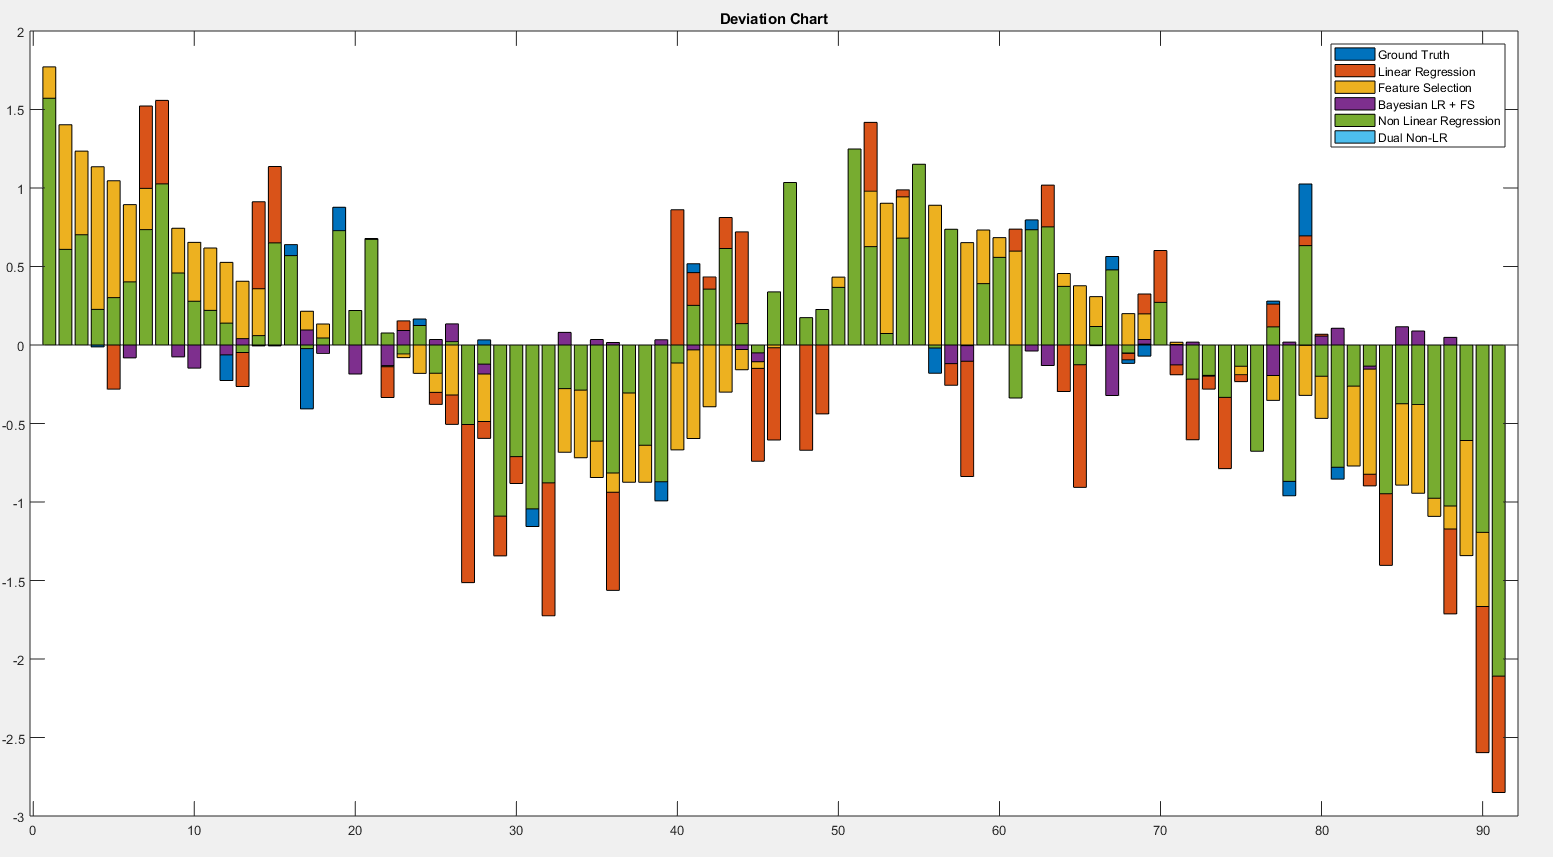 Deviation Chart
2
1.5
1
0.5
0
-0.5
-1
-1.5
-2
-2.5
-3
Ground Truth
Linear Regression
Feature Selection
Bayesian LR + FS
Non Linear Regression
Dual Non-LR
0 10 20 30 40 50 60 70 80 90